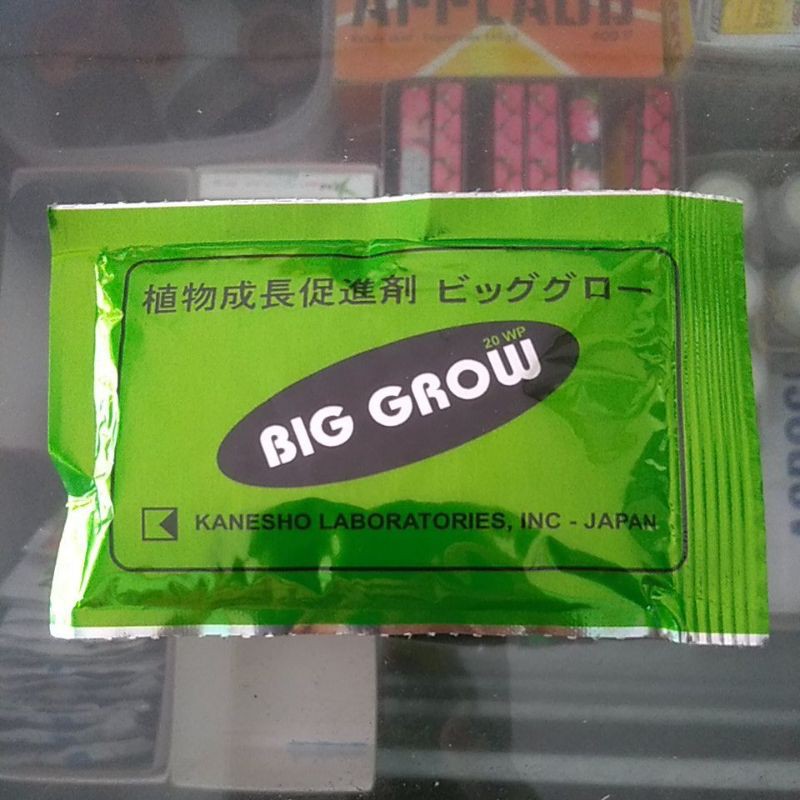 APPLAUD
植物成長促進剤 ビッググロー
20 WP
BIG GROW
KANESHO LABORATORIES, INC - JAPAN